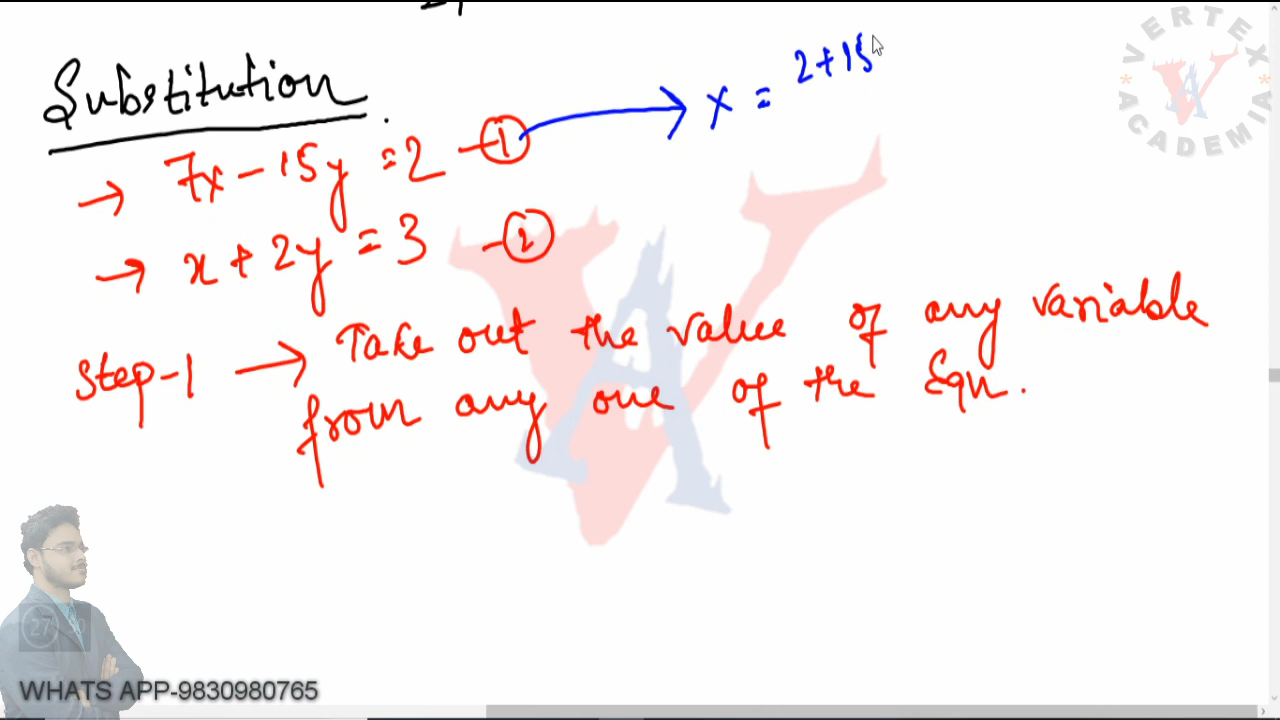 Substitution.
x = 2+15
→ 7x - 15y = 2 - ①
→ x + 2y = 3 - ②
Step-1 → Take out the value of any variable
from any one of the Eqn.
VERTEX ACADEMIA
WHATS APP-9830980765